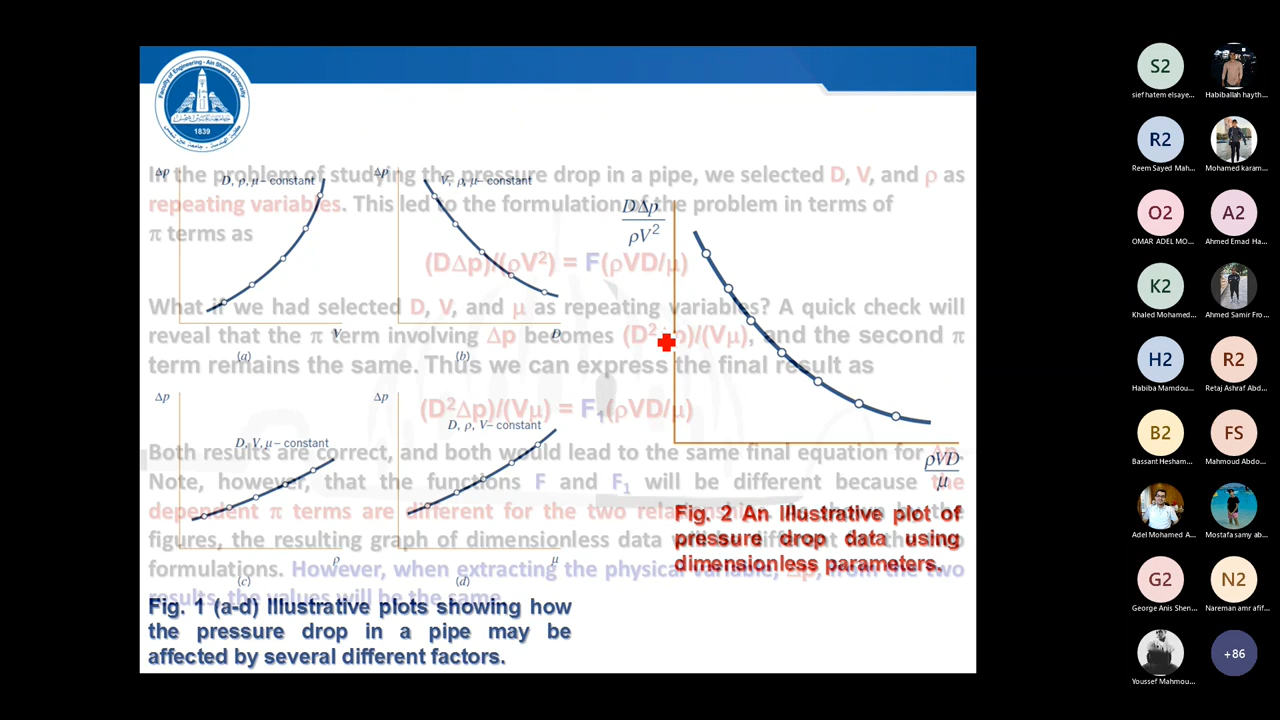 Faculty of Engineering - Ain Shams University
1839
In the problem of studying the pressure drop in a pipe, we selected D, V, and ρ as
repeating variables. This led to the formulation of the problem in terms of
π terms as
(DΔp)/(ρV²) = F(ρVD/μ)
What if we had selected D, V, and μ as repeating variables? A quick check will
reveal that the π term involving Δp becomes (D² p)/(Vμ), and the second π
term remains the same. Thus we can express the final result as
(D²Δp)/(Vμ) = F₁(ρVD/μ)
Both results are correct, and both would lead to the same final equation for Δp.
Note, however, that the functions F and F₁ will be different because the
dependent π terms are different for the two
figures, the resulting graph of dimensionless data
formulations. However, when extracting the physical variable, Δp, from the two
results, the values will be the same.
Δp
D, ρ, μ – constant
V
(a)
Δp
V, ρ, μ – constant
D
(b)
Δp
D, V, μ – constant
ρ
(c)
Δp
D, ρ, V – constant
μ
(d)
DΔp
ρV²
ρVD
μ
Fig. 1 (a-d) Illustrative plots showing how
the pressure drop in a pipe may be
affected by several different factors.
Fig. 2 An Illustrative plot of
pressure drop data using
dimensionless parameters.
S2
sief hatem elsaye...
Habiballah hayth...
R2
Reem Sayed Mah...
Mohamed karam...
O2
OMAR ADEL MO...
A2
Ahmed Emad Ha...
K2
Khaled Mohamed...
Ahmed Samir Fro...
H2
Habiba Mamdou...
R2
Retaj Ashraf Abd...
B2
Bassant Hesham...
FS
Mahmoud Abdo...
Adel Mohamed A...
Mostafa samy ab...
G2
George Anis Shen...
N2
Nareman amr afif...
Youssef Mahmou...
+86